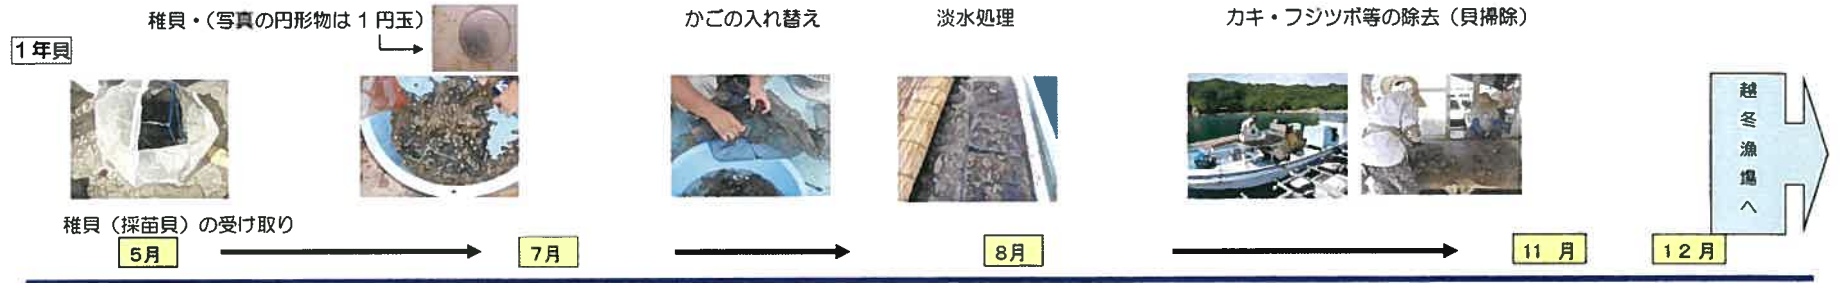 稚貝・（写真の円形物は１円玉）
かごの入れ替え
淡水処理
カキ・フジツボ等の除去（貝掃除）
１年貝
越冬漁場へ
稚貝（採苗貝）の受け取り
5月
7月
8月
11 月
12月